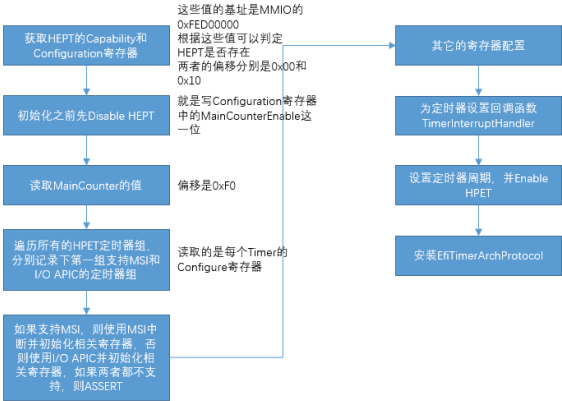 获取HEPT的Capability和
Configuration寄存器
这些值的基址是MMIO的
0xFED00000
根据这些值可以判定
HEPT是否存在
两者的偏移分别是0x00和
0x10
初始化之前先Disable HEPT
就是写Configuration寄存器
中的MainCounterEnable这
一位
读取MainCounter的值
偏移是0xF0
遍历所有的HPET定时器组，
分别记录下第一组支持MSI和
I/O APIC的定时器组
读取的是每个Timer的
Configure寄存器
如果支持MSI，则使用MSI中
断并初始化相关寄存器，否
则使用I/O APIC并初始化相
关寄存器，如果两者都不支
持，则ASSERT
其它的寄存器配置
为定时器设置回调函数
TimerInterruptHandler
设置定时器周期，并Enable
HPET
安装EfiTimerArchProtocol